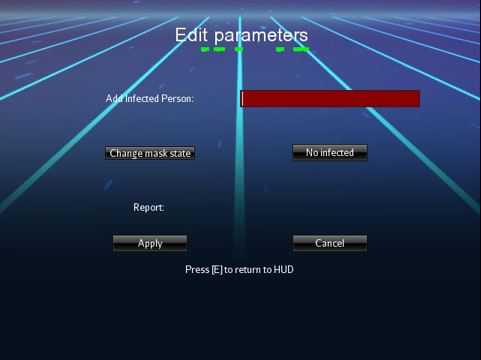 Edit parameters
Add Infected Person:
Change mask state
No infected
Report:
Apply
Cancel
Press [E] to return to HUD